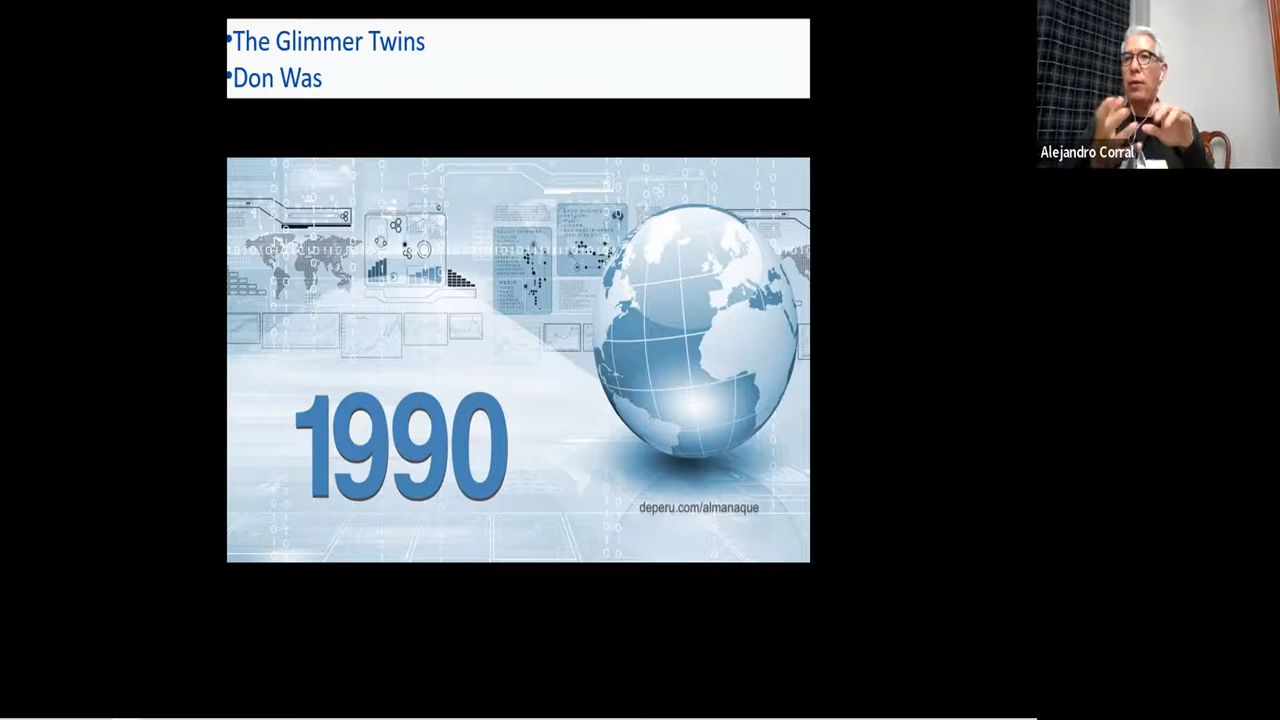 •The Glimmer Twins
•Don Was
Alejandro Corral
1990
deperu.com/almanaque